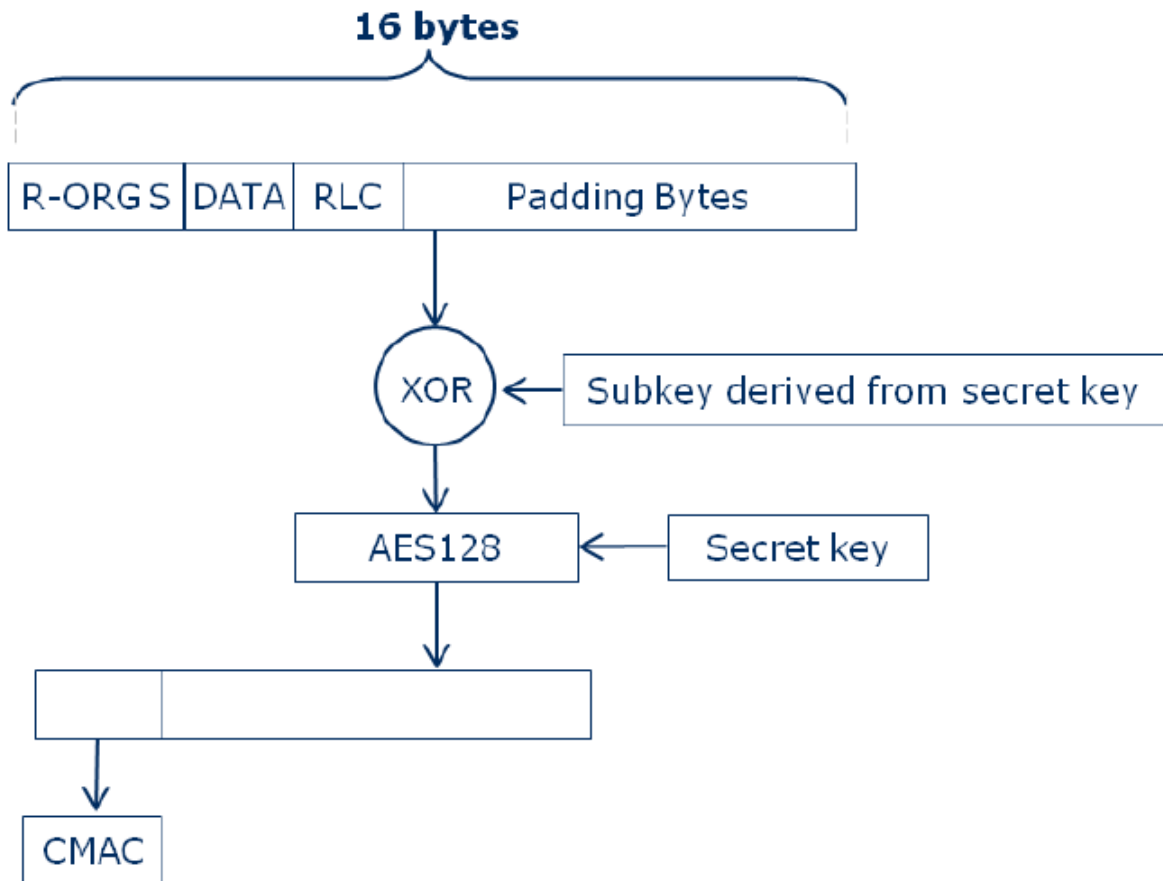 16 bytes
R-ORG S DATA RLC Padding Bytes
XOR
Subkey derived from secret key
AES128
Secret key
CMAC